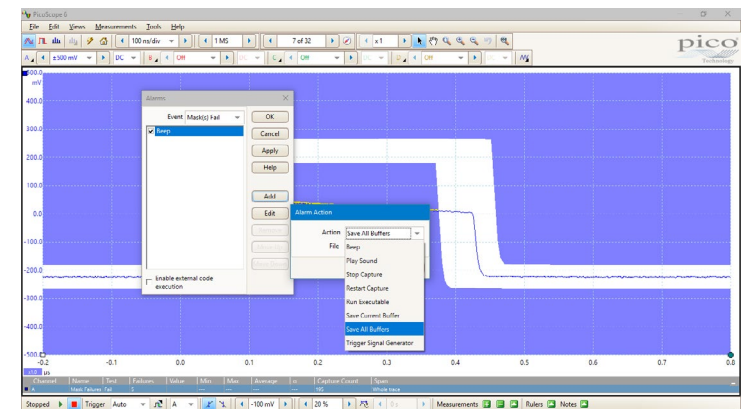 PicoScope 6
File Edit Views Measurements Tools Help
100 ns/div 1 MS 7 of 32 x1
pico
Technology
A ±500 mV DC B Off DC C Off DC D Off DC
500.0
mV
400.0
300.0
200.0
100.0
0.0
-100.0
-200.0
-300.0
-400.0
-500.0
Alarms
Event Mask(s) Fail
Beep
OK
Cancel
Apply
Help
Add
Edit
Enable external code
execution
Alarm Action
Action Save All Buffers
File
Beep
Play Sound
Stop Capture
Restart Capture
Run Executable
Save Current Buffer
Save All Buffers
Trigger Signal Generator
-0.2 -0.1 0.0 0.1 0.2 0.3 0.4 0.5 0.6 0.7 0.8
x1.0 µs
Channel Name Test Failures Value Min Max Average σ Capture Count Span
A Mask Failures Fail Whole trace
Stopped Trigger Auto A -100 mV 20 % 0 s Measurements Rulers Notes